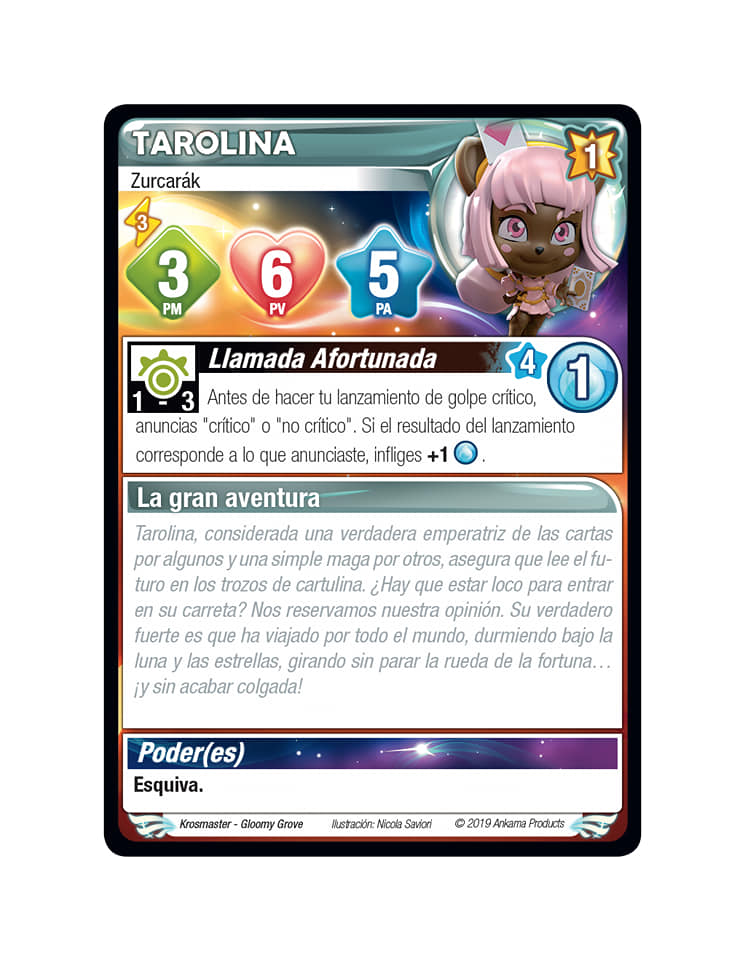 TAROLINA
1
Zurcarák
3
3
PM
6
PV
5
PA
Llamada Afortunada
4
1
1 - 3
Antes de hacer tu lanzamiento de golpe crítico,
anuncias "crítico" o "no crítico". Si el resultado del lanzamiento
corresponde a lo que anunciaste, infliges +1 .
La gran aventura
Tarolina, considerada una verdadera emperatriz de las cartas
por algunos y una simple maga por otros, asegura que lee el fu-
turo en los trozos de cartulina. ¿Hay que estar loco para entrar
en su carreta? Nos reservamos nuestra opinión. Su verdadero
fuerte es que ha viajado por todo el mundo, durmiendo bajo la
luna y las estrellas, girando sin parar la rueda de la fortuna…
¡y sin acabar colgada!
Poder(es)
Esquiva.
Krosmaster - Gloomy Grove Ilustración: Nicola Saviori © 2019 Ankama Products